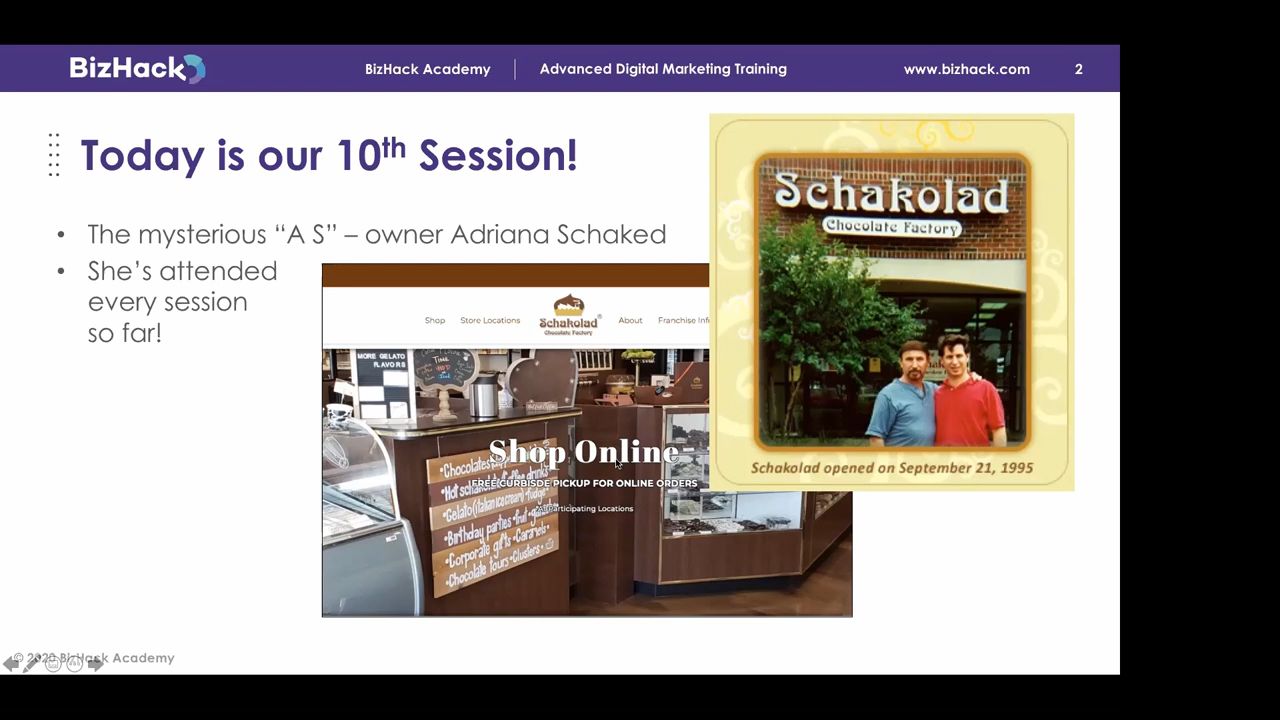 BizHack
BizHack Academy
Advanced Digital Marketing Training
www.bizhack.com
2
Today is our 10th Session!
• The mysterious “A S” – owner Adriana Schaked
• She’s attended
every session
so far!
Shop
Store Locations
Schakolad®
Chocolate Factory
About
Franchise
MORE GELATO
FLAVORS
Shop Online
FREE CURBISDE PICKUP FOR ONLINE ORDERS
*At Participating Locations
•Chocolates
•Hot
•Gelato (italian ice cream) •fudge
•Birthday parties •fruit
•Corporate gifts •Caramels
•Chocolate tours •Clusters
Schakolad
Chocolate Factory
Schakolad opened on September 21, 1995
© 2020 BizHack Academy